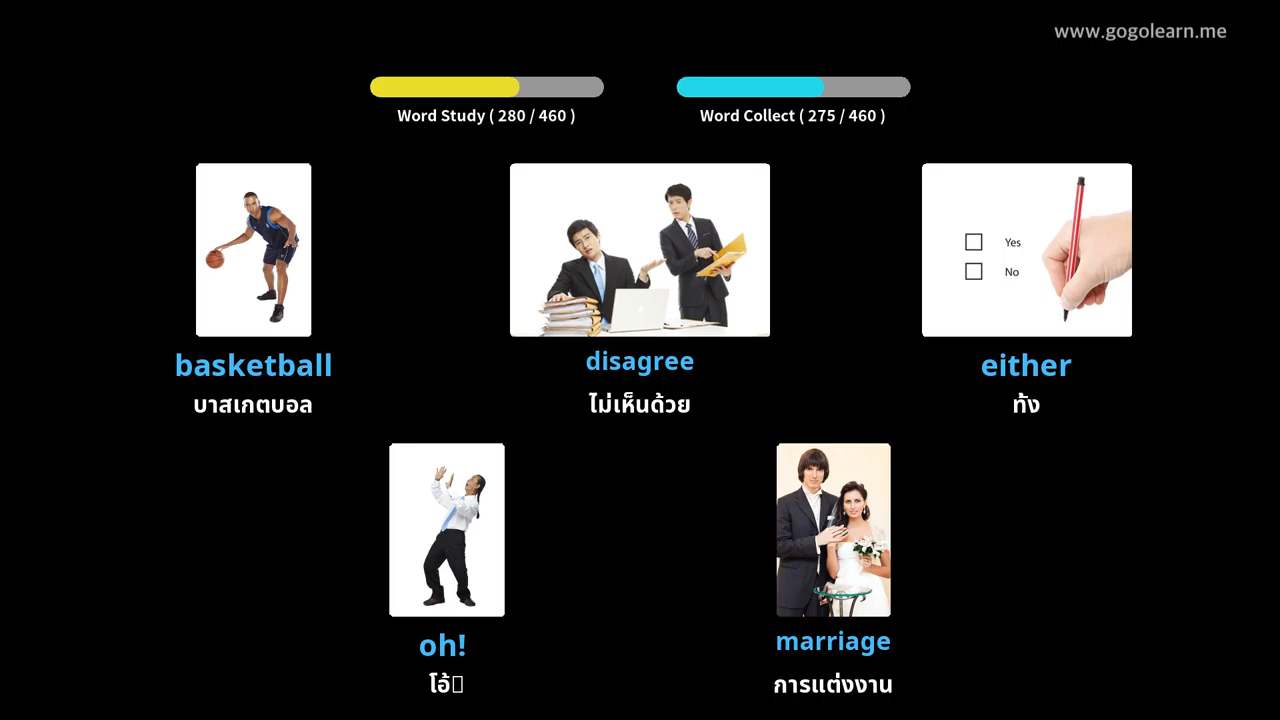 www.gogolearn.me
Word Study ( 280 / 460 )
Word Collect ( 275 / 460 )
Yes
No
basketball
disagree
either
บาสเกตบอล
ไม่เห็นด้วย
ทั้ง
oh!
marriage
โอ้
การแต่งงาน